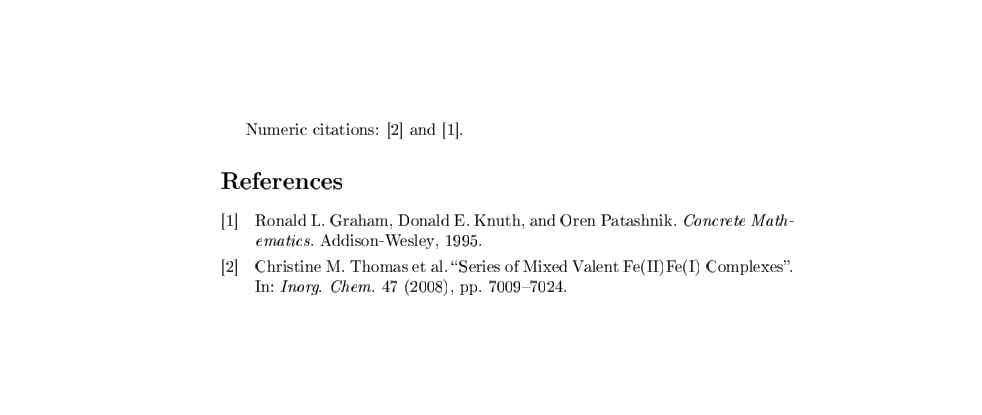 Numeric citations: [2] and [1].
References
[1] Ronald L. Graham, Donald E. Knuth, and Oren Patashnik. Concrete Math-
ematics. Addison-Wesley, 1995.
[2] Christine M. Thomas et al. “Series of Mixed Valent Fe(II)Fe(I) Complexes”.
In: Inorg. Chem. 47 (2008), pp. 7009–7024.